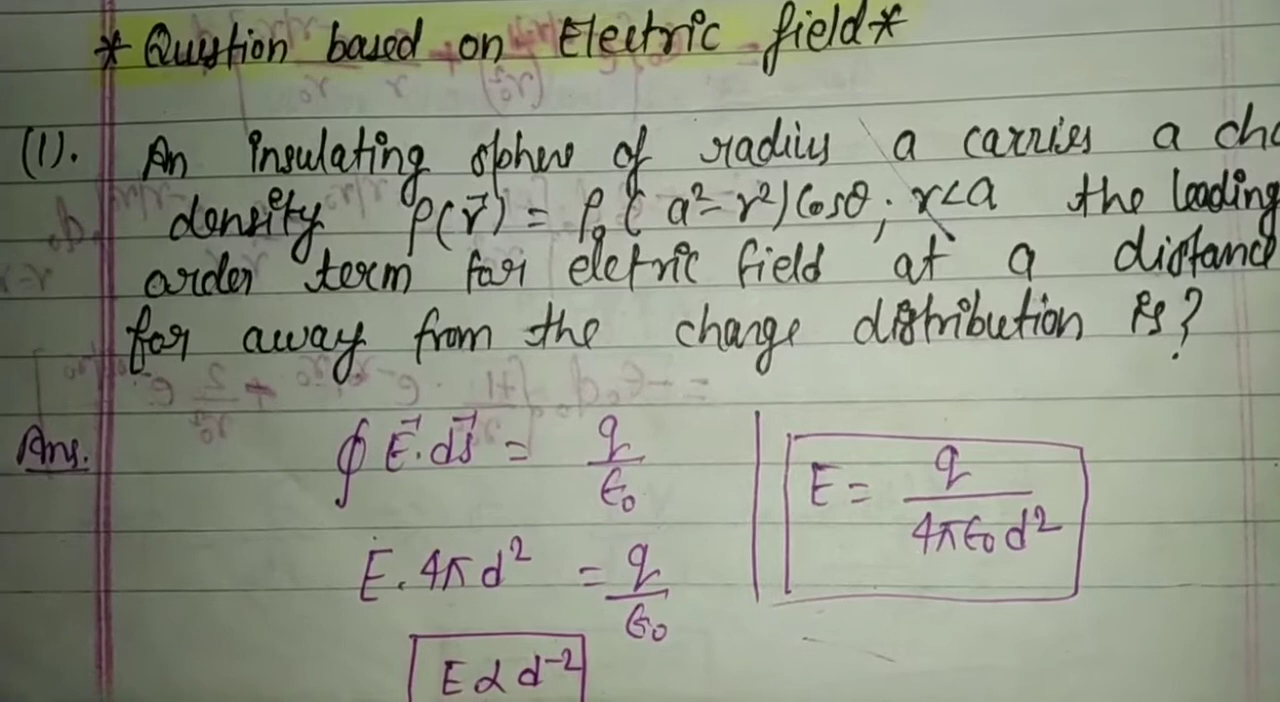 * Question based on Electric field *
(1). An insulating sphere of radius a carries a cha
density ρ(r⃗) = ρ₀ ( a² - r²) Cosθ; r<a the leading
order term for eletric field at a distance
far away from the charge distribution is?
Ans. ∮ E⃗.ds⃗ = q/ϵ₀
E = q/4πϵ₀d²
E. 4πd² = q/ϵ₀
E α d⁻²